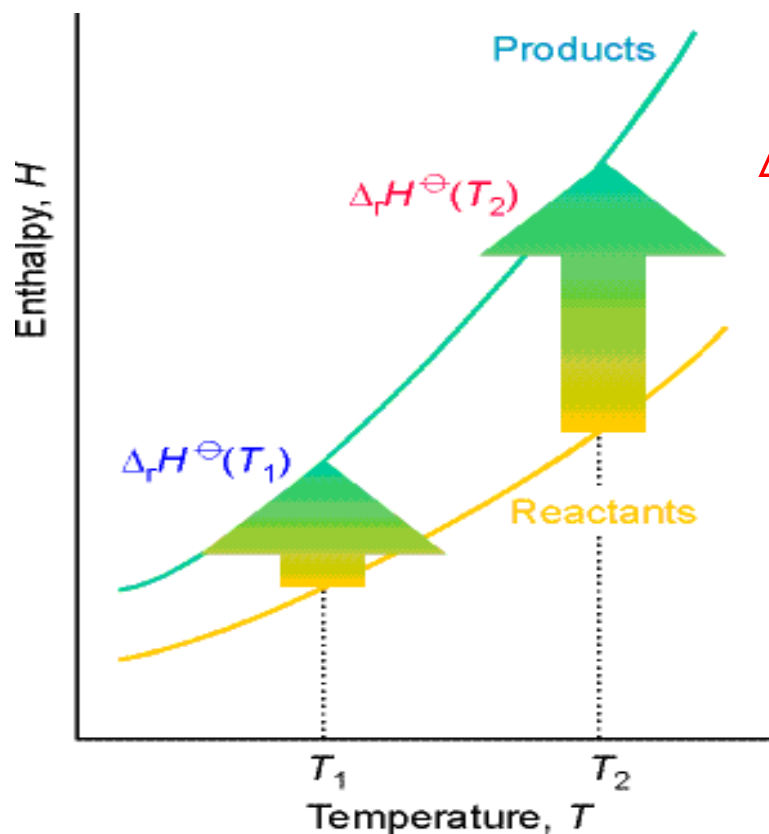 Products
Δ
ΔrH⊖(T2)
ΔrH⊖(T1)
Reactants
Enthalpy, H
T1 T2
Temperature, T